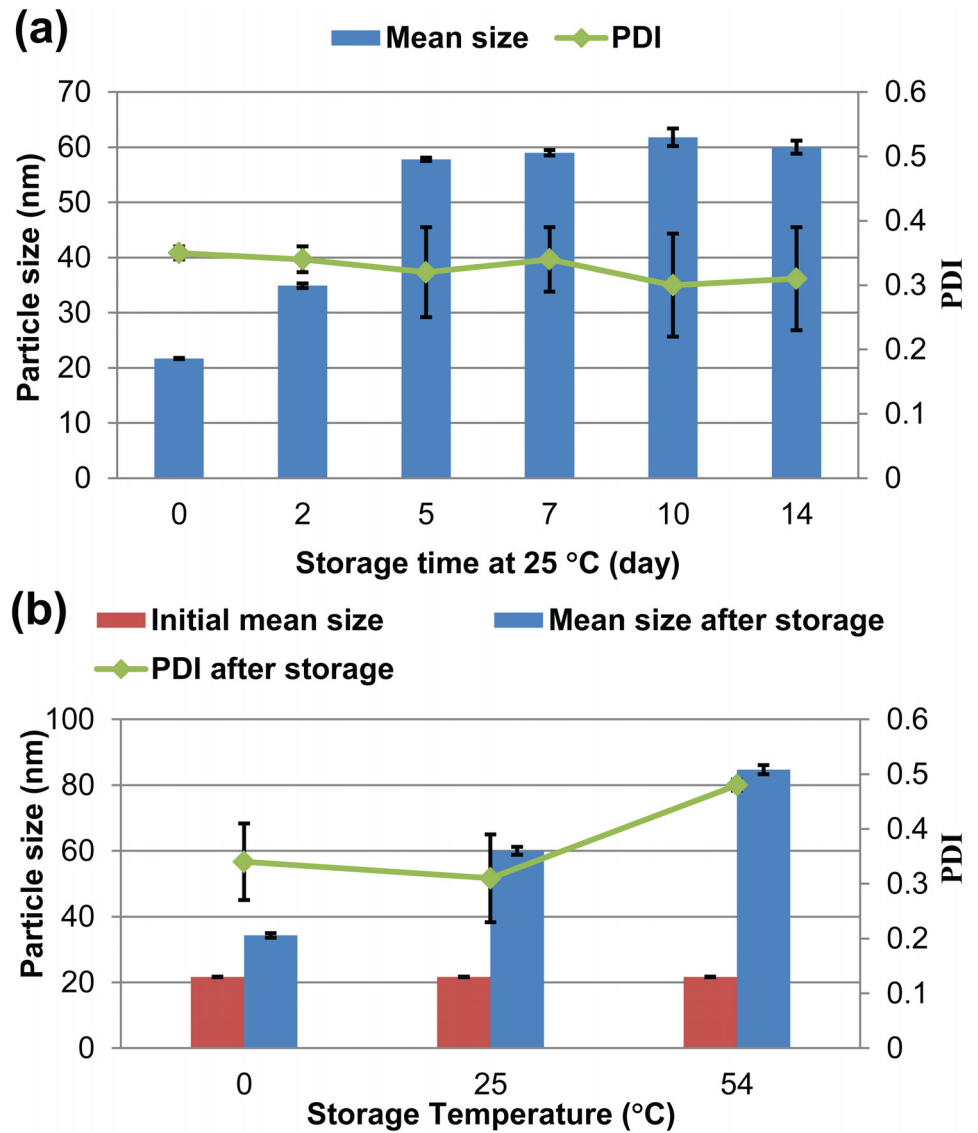 (a)
Mean size PDI
70 0.6
60 0.5
50 0.4
40 0.3
30 0.2
20 0.1
10 0
0
Particle size (nm)
PDI
0 2 5 7 10 14
Storage time at 25 °C (day)
(b)
Initial mean size Mean size after storage
PDI after storage
100 0.6
80 0.5
60 0.4
40 0.3
20 0.2
0 0.1
0
Particle size (nm)
PDI
0 25 54
Storage Temperature (°C)